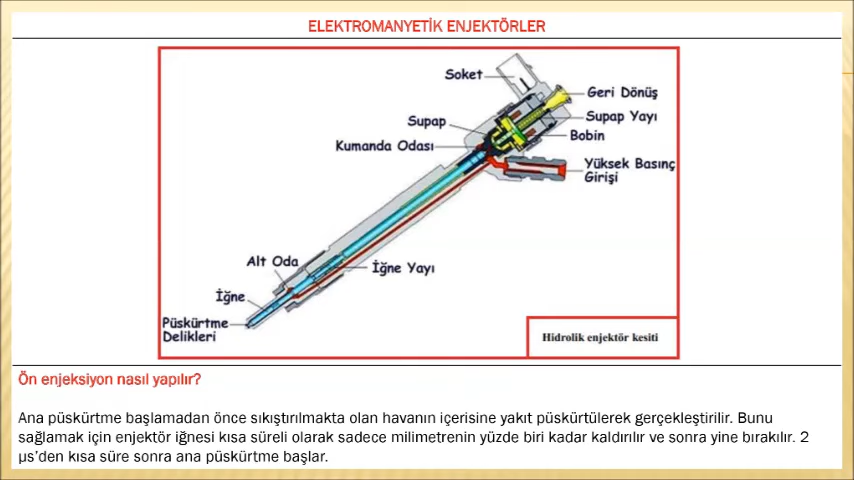 ELEKTROMANYETİK ENJEKTÖRLER
Soket
Geri Dönüş
Supap Yayı
Supap
Bobin
Kumanda Odası
Yüksek Basınç
Girişi
Alt Oda
İğne Yayı
İğne
Püskürtme
Delikleri
Hidrolik enjektör kesiti
Ön enjeksiyon nasıl yapılır?
Ana püskürtme başlamadan önce sıkıştırılmakta olan havanın içerisine yakıt püskürtülerek gerçekleştirilir. Bunu
sağlamak için enjektör iğnesi kısa süreli olarak sadece milimetrenin yüzde biri kadar kaldırılır ve sonra yine bırakılır. 2
µs’den kısa süre sonra ana püskürtme başlar.